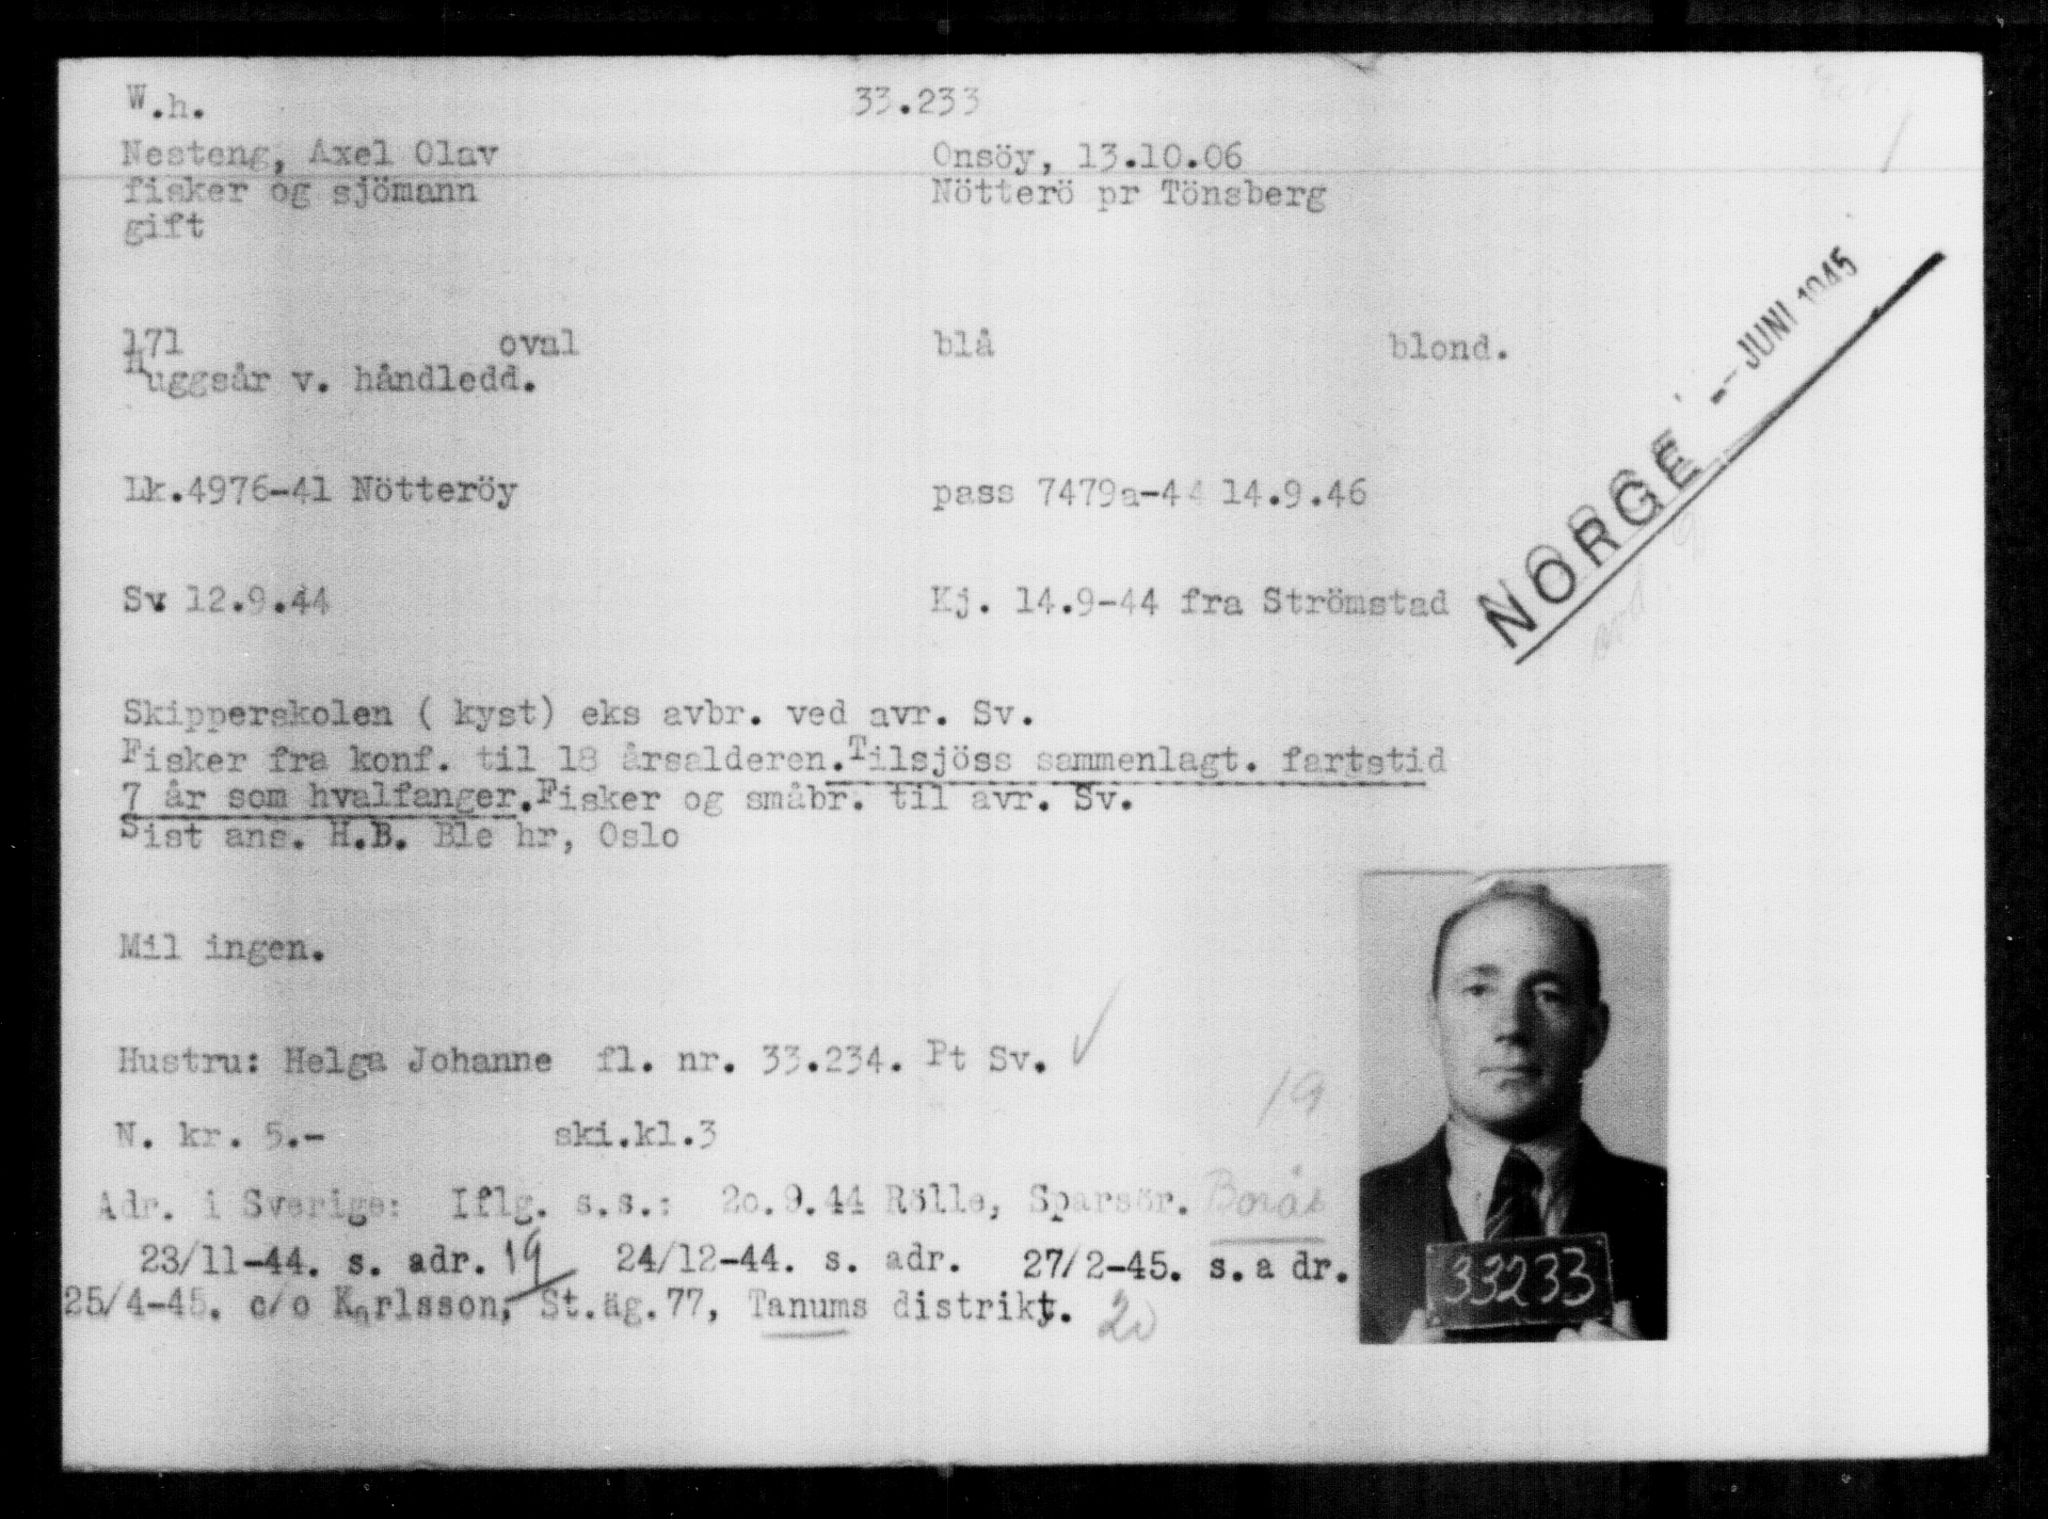 W.h. 33.233
Nesteng, Axel Olav Onsöy, 13.10.06
fisker og sjömann Nötterö pr Tönsberg
gift
1
171 oval blå blond.
Huggsår v. håndledd.
NORGE - JUNI 1945
Lk.4976-41 Nötteröy pass 7479a-44 14.9.46
Sv 12.9.44 Kj. 14.9-44 fra Strömstad
Skipperskolen ( kyst) eks avbr. ved avr. Sv.
Fisker fra konf. til 18 årsalderen.Tilsjöss sammenlagt. fartstid
7 år som hvalfanger.Fisker og småbr. til avr. Sv.
Sist ans. H.B. Ble hr, Oslo
Mil ingen.
Hustru: Helga Johanne fl. nr. 33.234. Pt Sv. ✓
19
N. kr. 5.- ski.kl.3
Adr. i Sverige: Iflg. s.s.: 20.9.44 Rölle, Sparsör. Borås
23/11-44. s. adr. 19 24/12-44. s. adr. 27/2-45. s.a dr.
25/4-45. c/o Karlsson, St.äg.77, Tanums distrikt. 20
33233